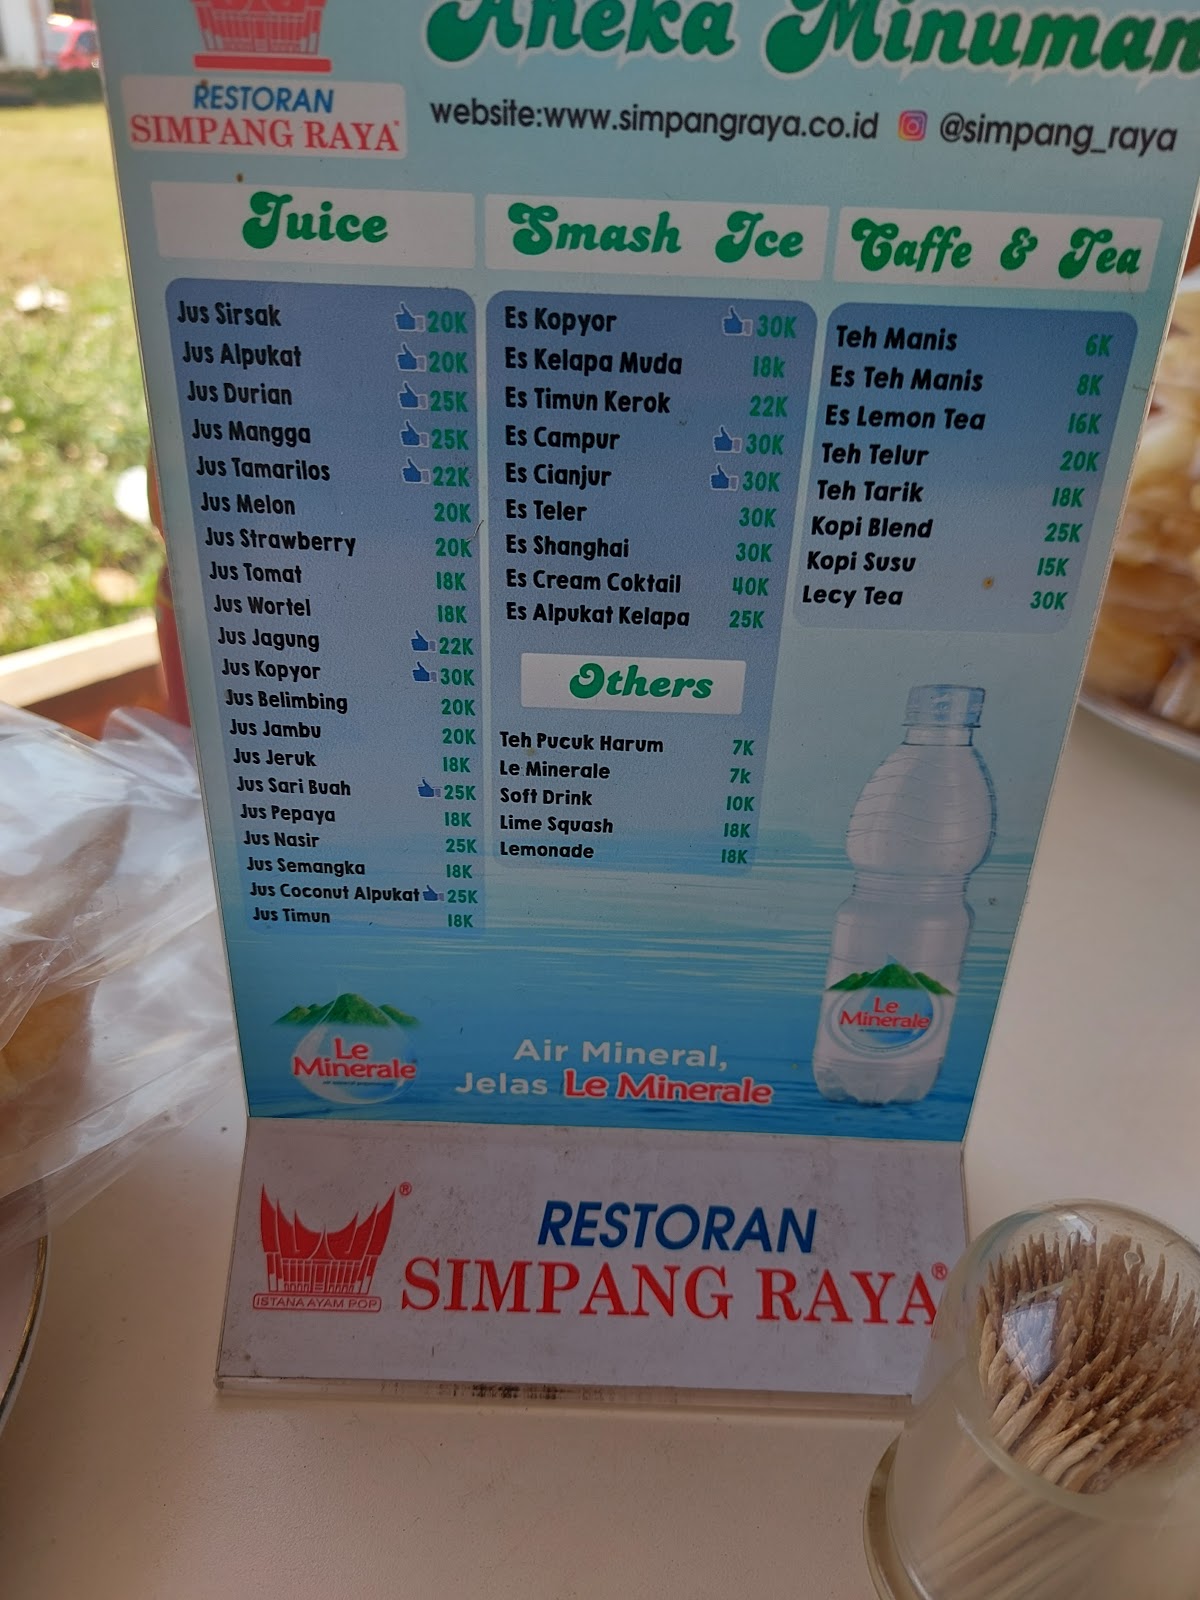 Aneka Minuman
RESTORAN
SIMPANG RAYA
website:www.simpangraya.co.id @simpang_raya
Juice
Jus Sirsak 20K
Jus Alpukat 20K
Jus Durian 25K
Jus Mangga 25K
Jus Tamarilos 22K
Jus Melon 20K
Jus Strawberry 20K
Jus Tomat 18K
Jus Wortel 18K
Jus Jagung 22K
Jus Kopyor 30K
Jus Belimbing 20K
Jus Jambu 20K
Jus Jeruk 18K
Jus Sari Buah 25K
Jus Pepaya 18K
Jus Nasir 25K
Jus Semangka 18K
Jus Coconut Alpukat 25K
Jus Timun 18K
Smash Ice
Es Kopyor 30K
Es Kelapa Muda 18k
Es Timun Kerok 22K
Es Campur 30K
Es Cianjur 30K
Es Teler 30K
Es Shanghai 30K
Es Cream Coktail 40K
Es Alpukat Kelapa 25K
Others
Teh Pucuk Harum 7K
Le Minerale 7k
Soft Drink 10K
Lime Squash 18K
Lemonade 18K
Caffe & Tea
Teh Manis 6K
Es Teh Manis 8K
Es Lemon Tea 16K
Teh Telur 20K
Teh Tarik 18K
Kopi Blend 25K
Kopi Susu 15K
Lecy Tea 30K
Le
Minerale
Le
Minerale
Air Mineral,
Jelas Le Minerale
ISTANA AYAM POP
RESTORAN
SIMPANG RAYA®